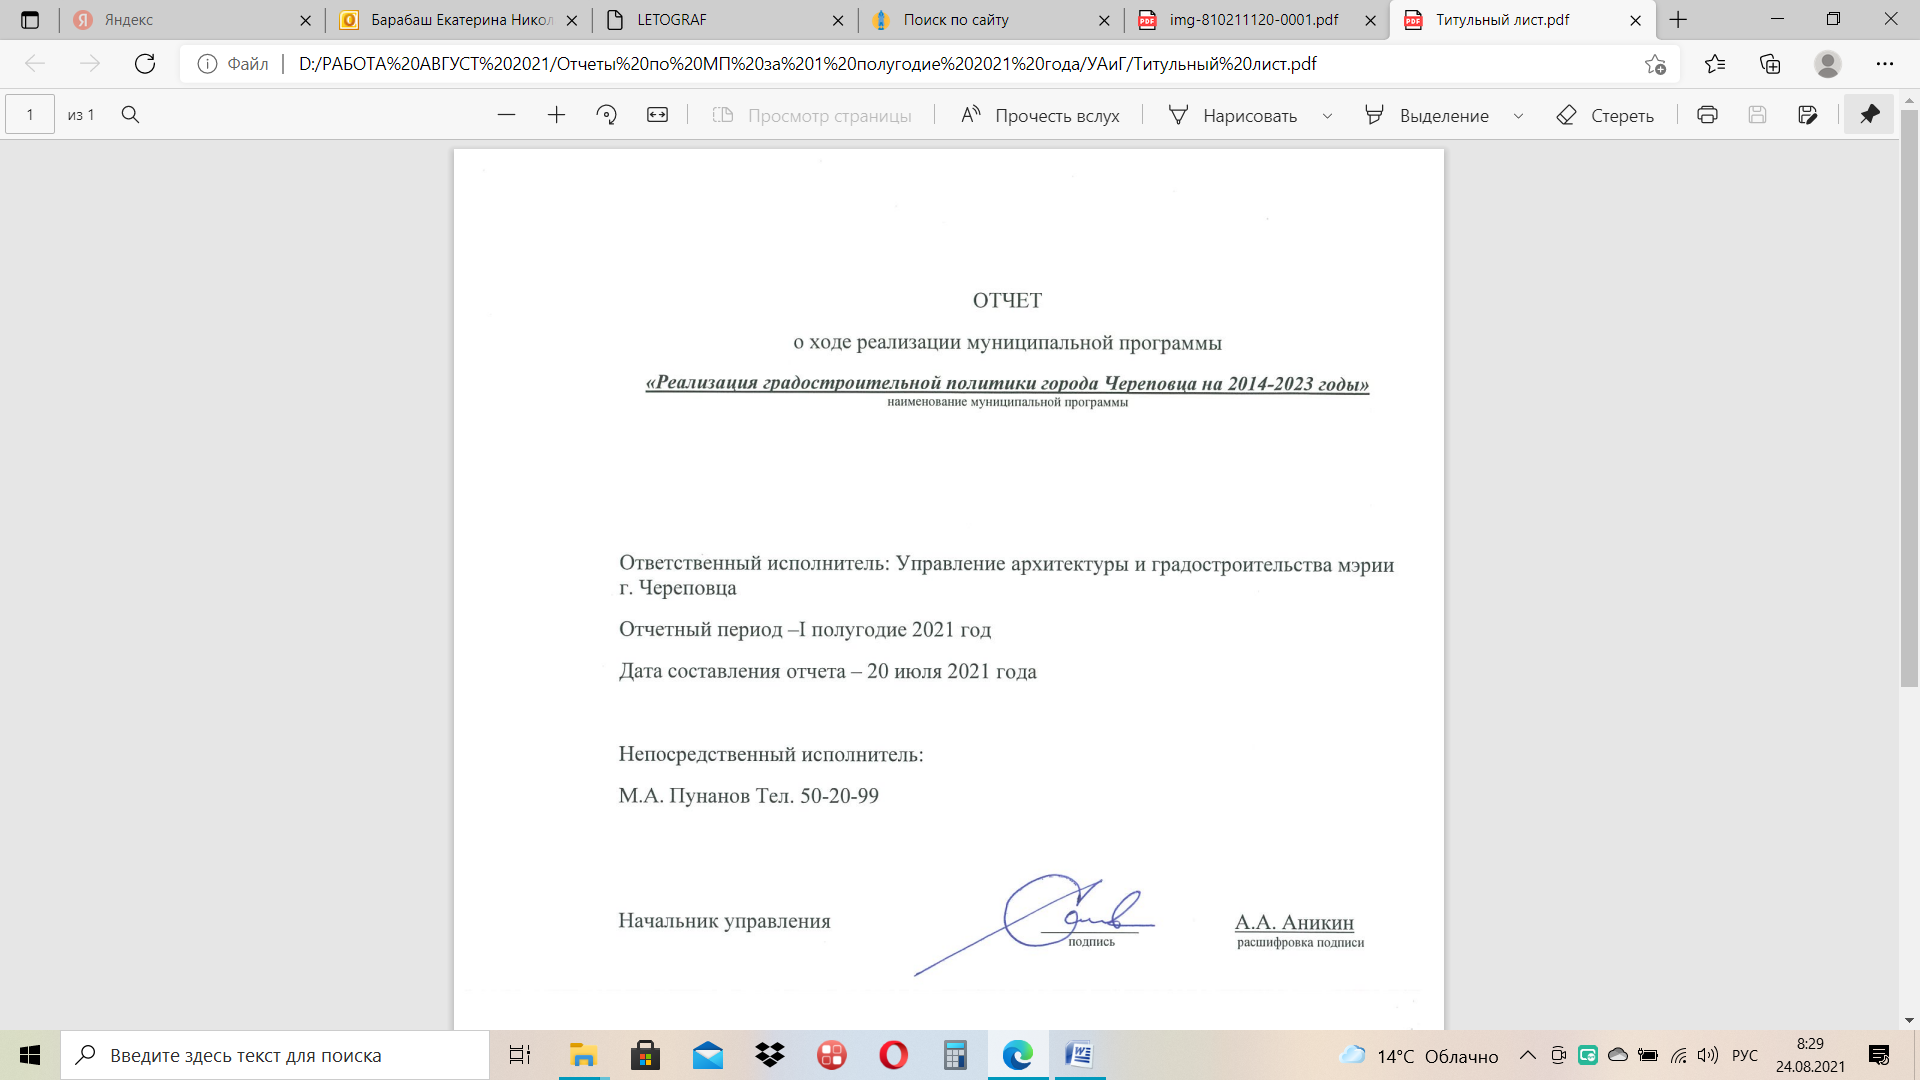 Яндекс
Барабаш Екатерина Никол
LETOGRAF
Поиск по сайту
img-810211120-0001.pdf
Титульный лист.pdf
Файл
D:/РАБОТА%20АВГУСТ%202021/Отчеты%20по%20МП%20за%201%20полугодие%202021%20года/УАиГ/Титульный%20лист.pdf
1 из 1
Просмотр страницы
Прочесть вслух
Нарисовать
Выделение
Стереть
ОТЧЕТ
о ходе реализации муниципальной программы
«Реализация градостроительной политики города Череповца на 2014-2023 годы»
наименование муниципальной программы
Ответственный исполнитель: Управление архитектуры и градостроительства мэрии
г. Череповца
Отчетный период –I полугодие 2021 год
Дата составления отчета – 20 июля 2021 года
Непосредственный исполнитель:
М.А. Пунанов Тел. 50-20-99
Начальник управления
А.А. Аникин
подпись
расшифровка подписи
Введите здесь текст для поиска
14°C Облачно
РУС
8:29
24.08.2021